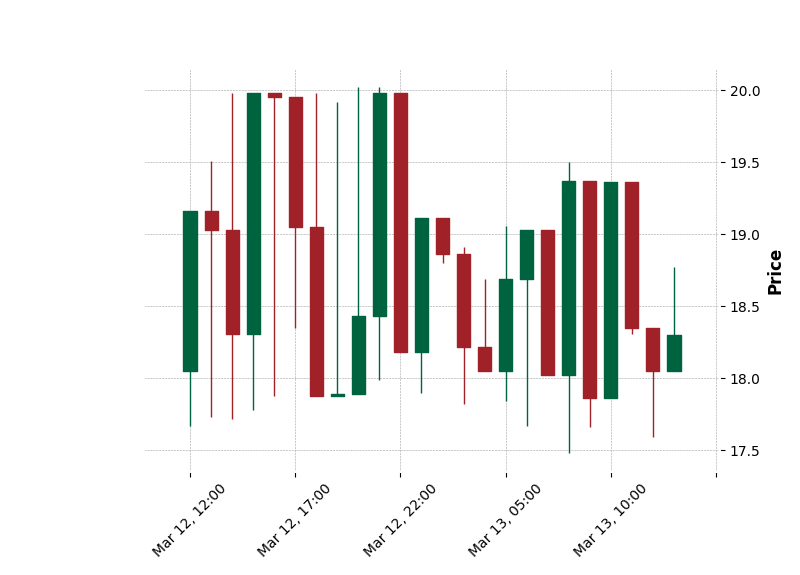 20.0
19.5
19.0
18.5
18.0
17.5
Price
Mar 12, 12:00
Mar 12, 17:00
Mar 12, 22:00
Mar 13, 05:00
Mar 13, 10:00